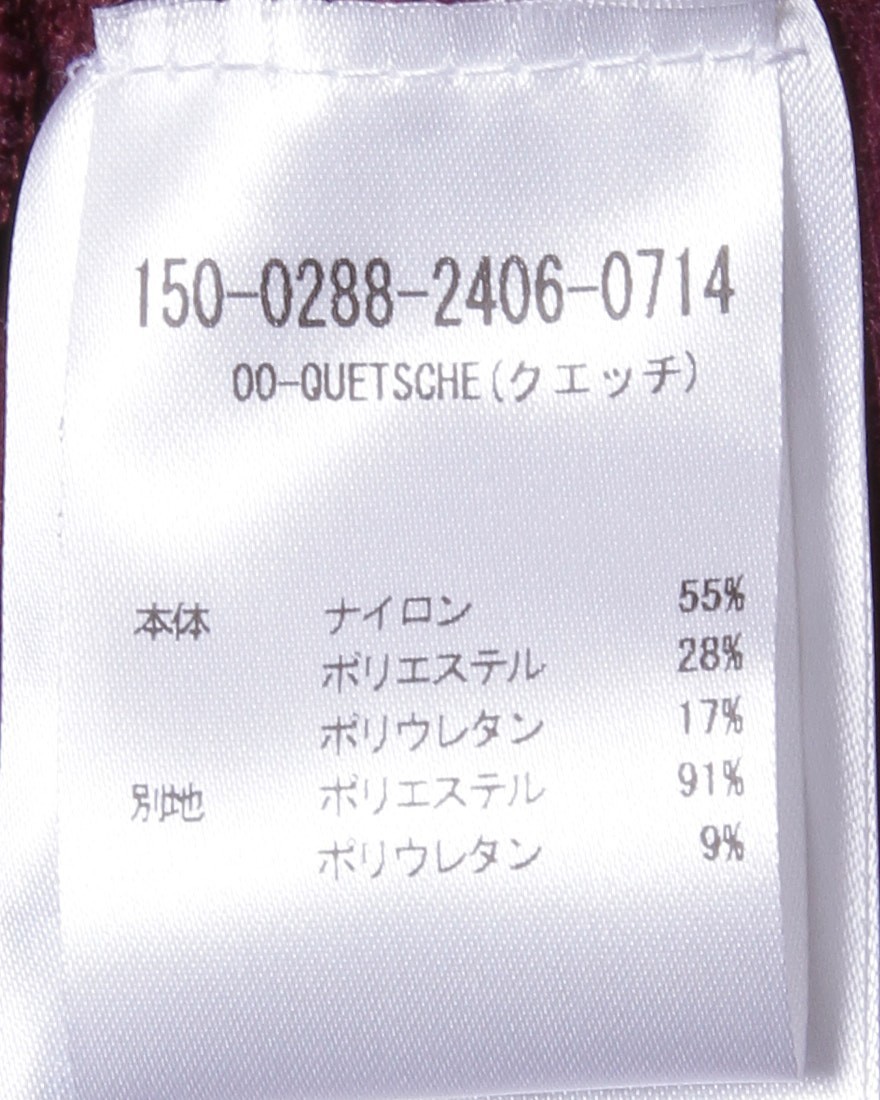 150-0288-2406-0714
00-QUETSCHE(クエッチ)
本体 ナイロン 55%
ポリエステル 28%
ポリウレタン 17%
別地 ポリエステル 91%
ポリウレタン 9%